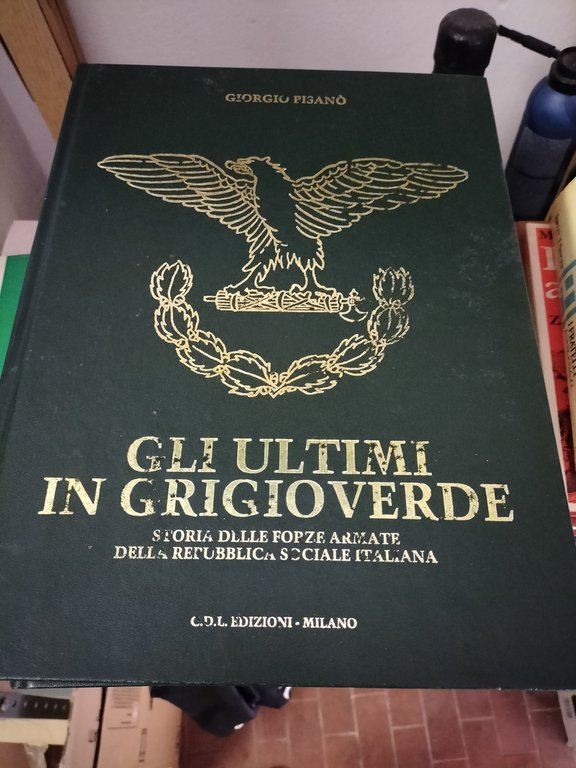 GIORGIO PISANÒ
GLI ULTIMI
IN GRIGIOVERDE
STORIA DELLE FORZE ARMATE
DELLA REPUBBLICA SOCIALE ITALIANA
C.D.L. EDIZIONI - MILANO